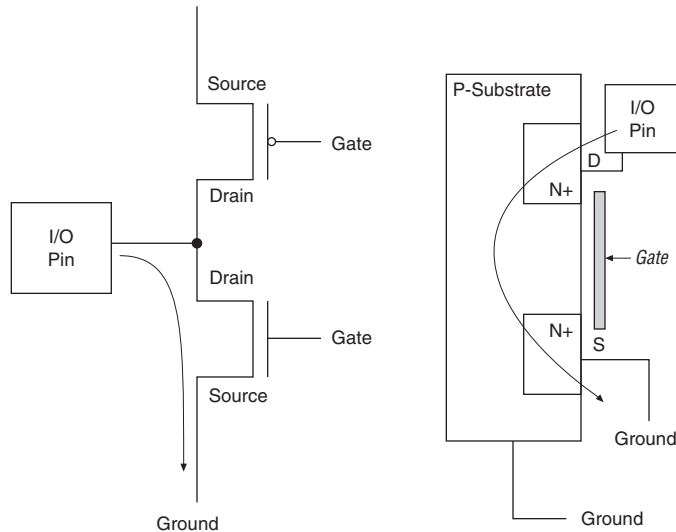 Source
Gate
Drain
I/O
Pin
Drain
Gate
Source
Ground
P-Substrate
I/O
Pin
D
N+
Gate
N+
S
Ground
Ground